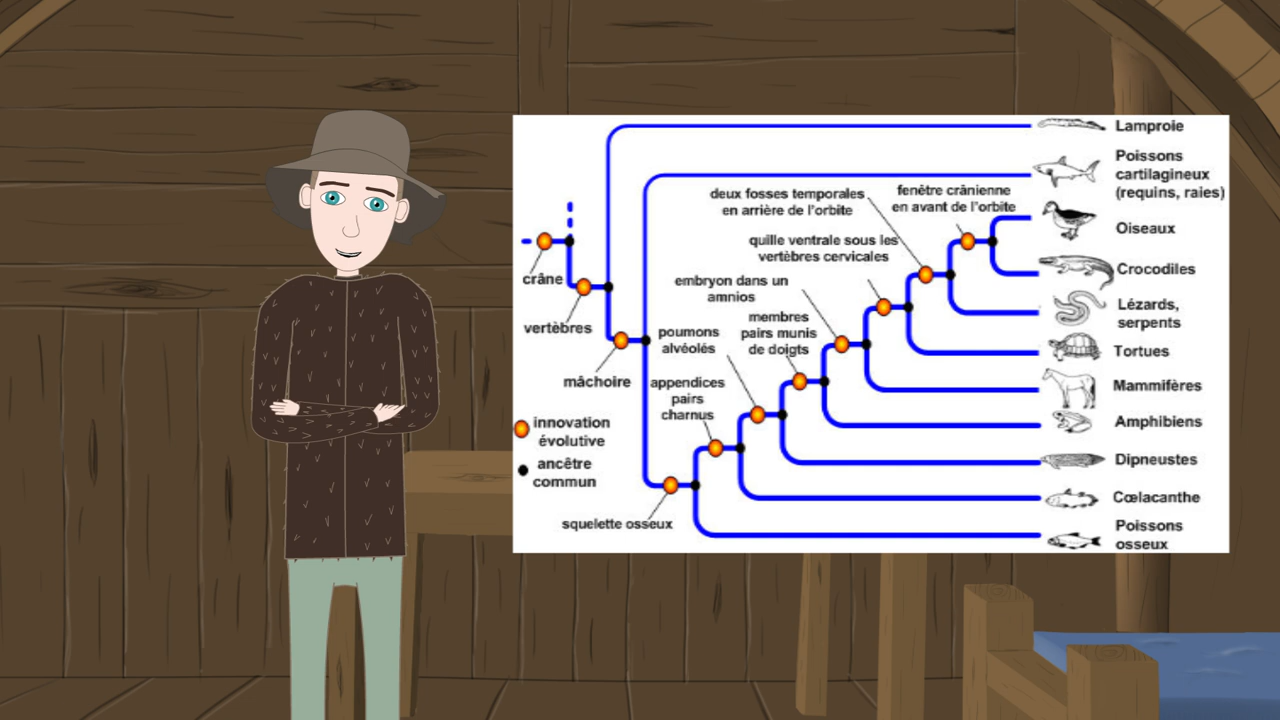 Lamproie
Poissons
cartilagineux
(requins, raies)
deux fosses temporales
en arrière de l'orbite
fenêtre crânienne
en avant de l'orbite
Oiseaux
quille ventrale sous les
vertèbres cervicales
Crocodiles
crâne
embryon dans un
amnios
Lézards,
serpents
vertèbres
membres
pairs munis
de doigts
poumons
alvéolés
Tortues
mâchoire
appendices
pairs
charnus
Mammifères
innovation
évolutive
Amphibiens
ancêtre
commun
Dipneustes
Cœlacanthe
squelette osseux
Poissons
osseux